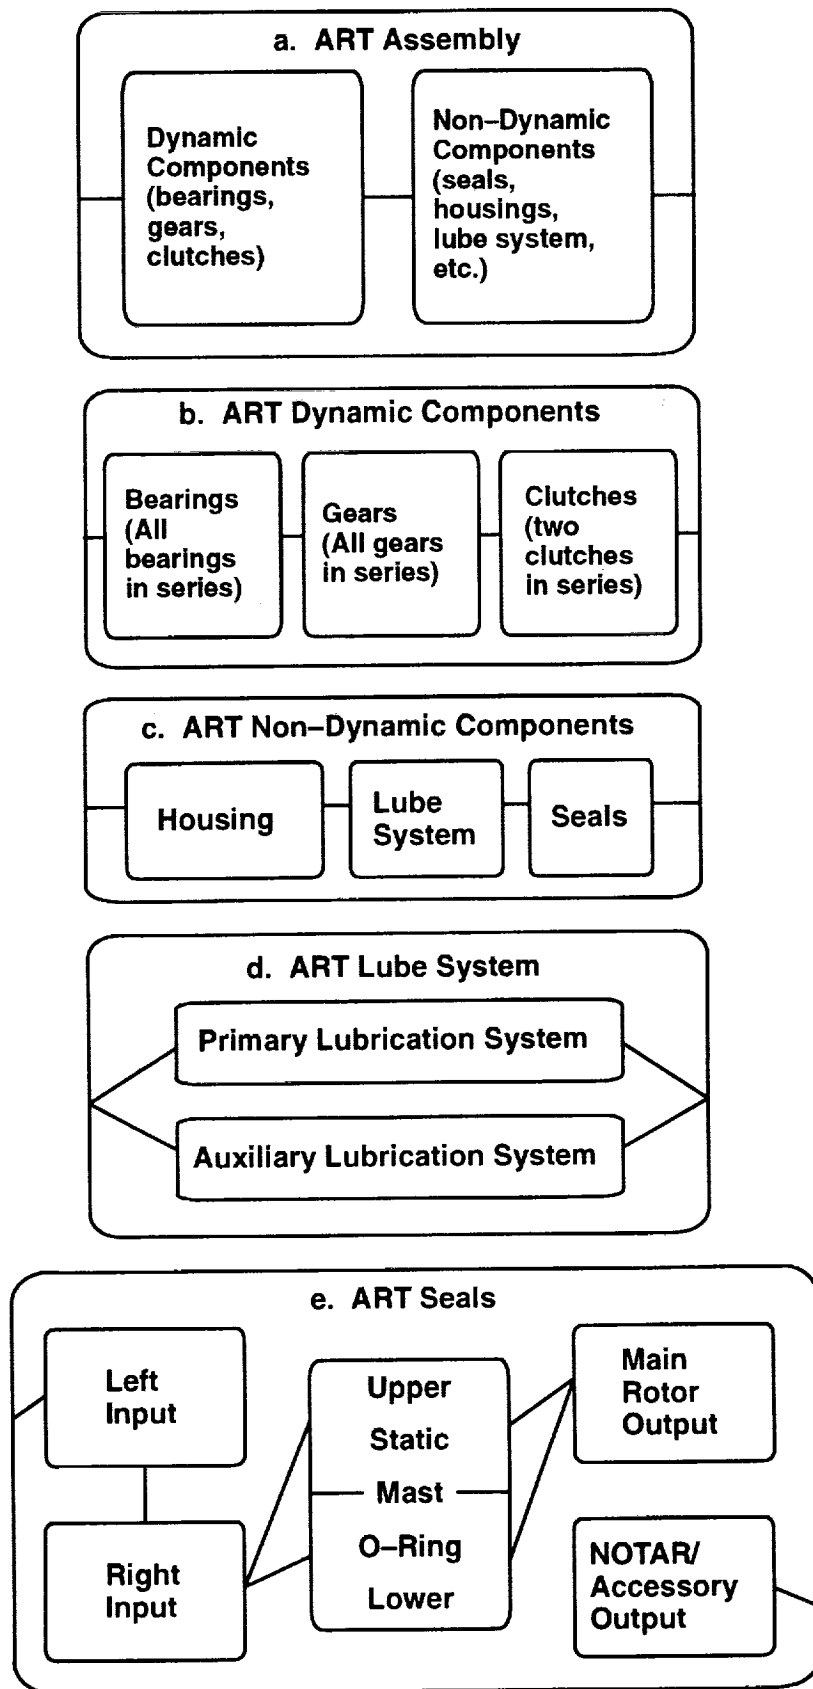 a. ART Assembly
Dynamic
Components
(bearings,
gears,
clutches)
Non–Dynamic
Components
(seals,
housings,
lube system,
etc.)
b. ART Dynamic Components
Bearings
(All
bearings
in series)
Gears
(All gears
in series)
Clutches
(two
clutches
in series)
c. ART Non–Dynamic Components
Housing
Lube
System
Seals
d. ART Lube System
Primary Lubrication System
Auxiliary Lubrication System
e. ART Seals
Left
Input
Right
Input
Upper
Static
Mast
O–Ring
Lower
Main
Rotor
Output
NOTAR/
Accessory
Output